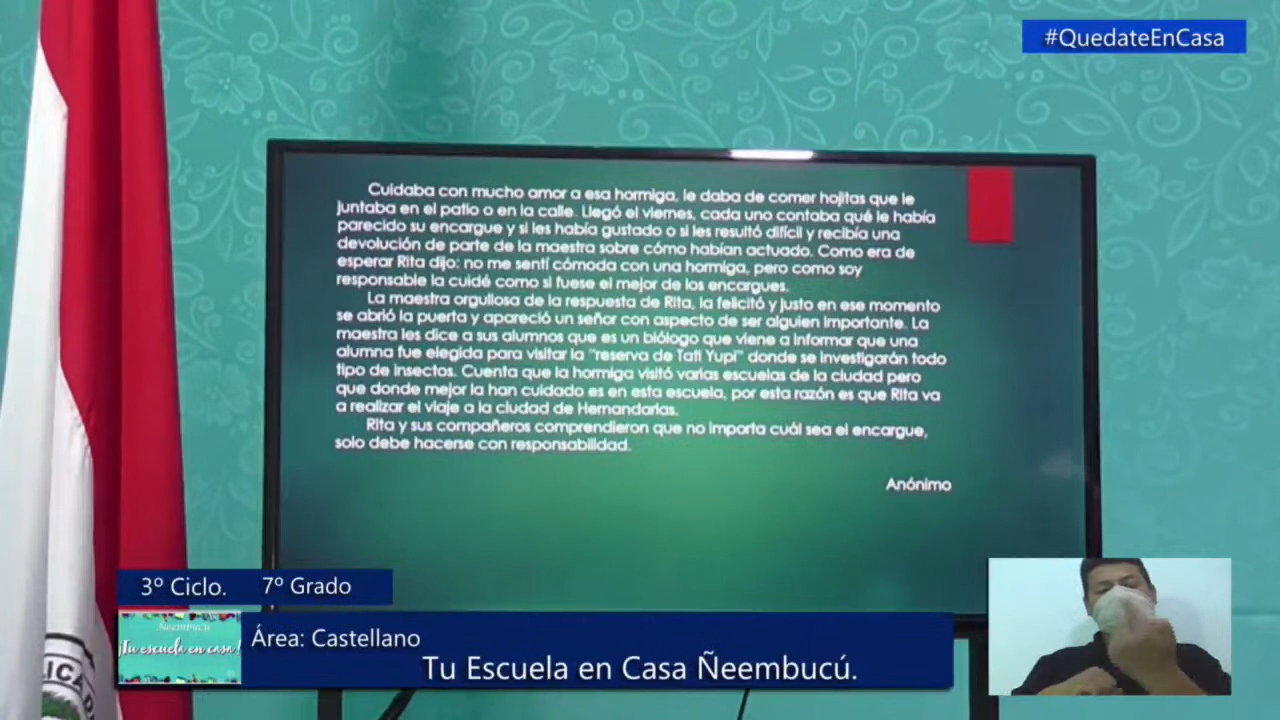 #QuedateEnCasa
Cuidaba con mucho amor a esa hormiga, le daba de comer hojitas que le
juntaba en el patio o en la calle. Llegó el viernes, cada uno contaba qué le había
parecido su encargue y si les había gustado o si les resultó difícil y recibía una
devolución de parte de la maestra sobre cómo habían actuado. Como era de
esperar Rita dijo: no me sentí cómoda con una hormiga, pero como soy
responsable la cuidé como si fuese el mejor de los encargues.
La maestra orgullosa de la respuesta de Rita, la felicitó y justo en ese momento
se abrió la puerta y apareció un señor con aspecto de ser alguien importante. La
maestra les dice a sus alumnos que es un biólogo que viene a informar que una
alumna fue elegida para visitar la "reserva de Tati Yupi" donde se investigarán todo
tipo de insectos. Cuenta que la hormiga visitó varias escuelas de la ciudad pero
que donde mejor la han cuidado es en esta escuela, por esta razón es que Rita va
a realizar el viaje a la ciudad de Hernandarias.
Rita y sus compañeros comprendieron que no importa cuál sea el encargue,
solo debe hacerse con responsabilidad.
Anónimo
3º Ciclo. 7º Grado
Ñeembucú
¡Tu escuela en casa!
Área: Castellano
Tu Escuela en Casa Ñeembucú.